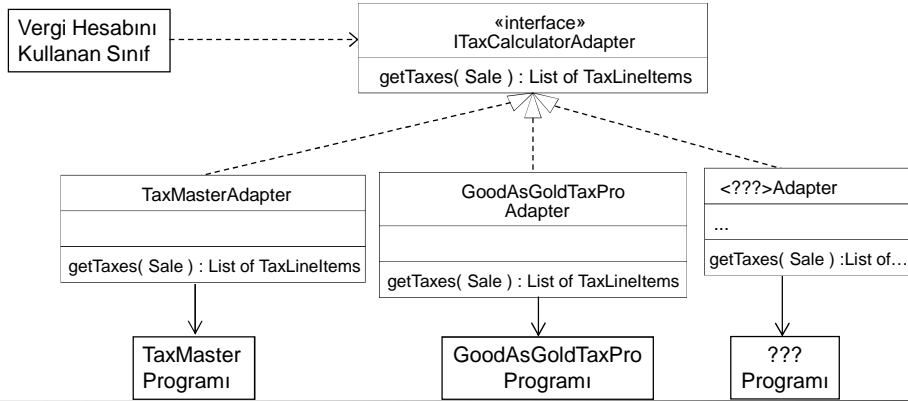 Vergi Hesabını
Kullanan Sınıf
«interface»
ITaxCalculatorAdapter
getTaxes( Sale ) : List of TaxLineItems
TaxMasterAdapter
getTaxes( Sale ) : List of TaxLineItems
GoodAsGoldTaxPro
Adapter
getTaxes( Sale ) : List of TaxLineItems
<???>Adapter
...
getTaxes( Sale ) :List of…
TaxMaster
Programı
GoodAsGoldTaxPro
Programı
???
Programı